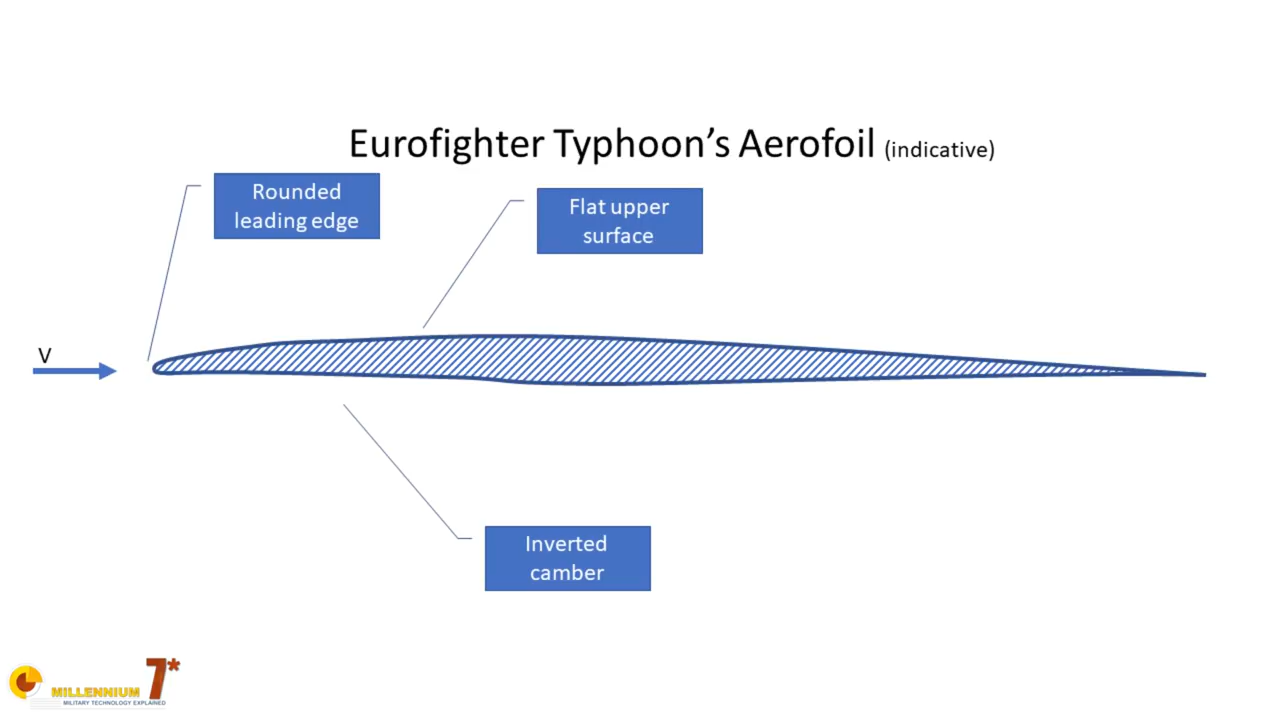 Eurofighter Typhoon's Aerofoil (indicative)
Rounded
leading edge
Flat upper
surface
V
Inverted
camber
7*
MILLENNIUM
MILITARY TECHNOLOGY EXPLAINED